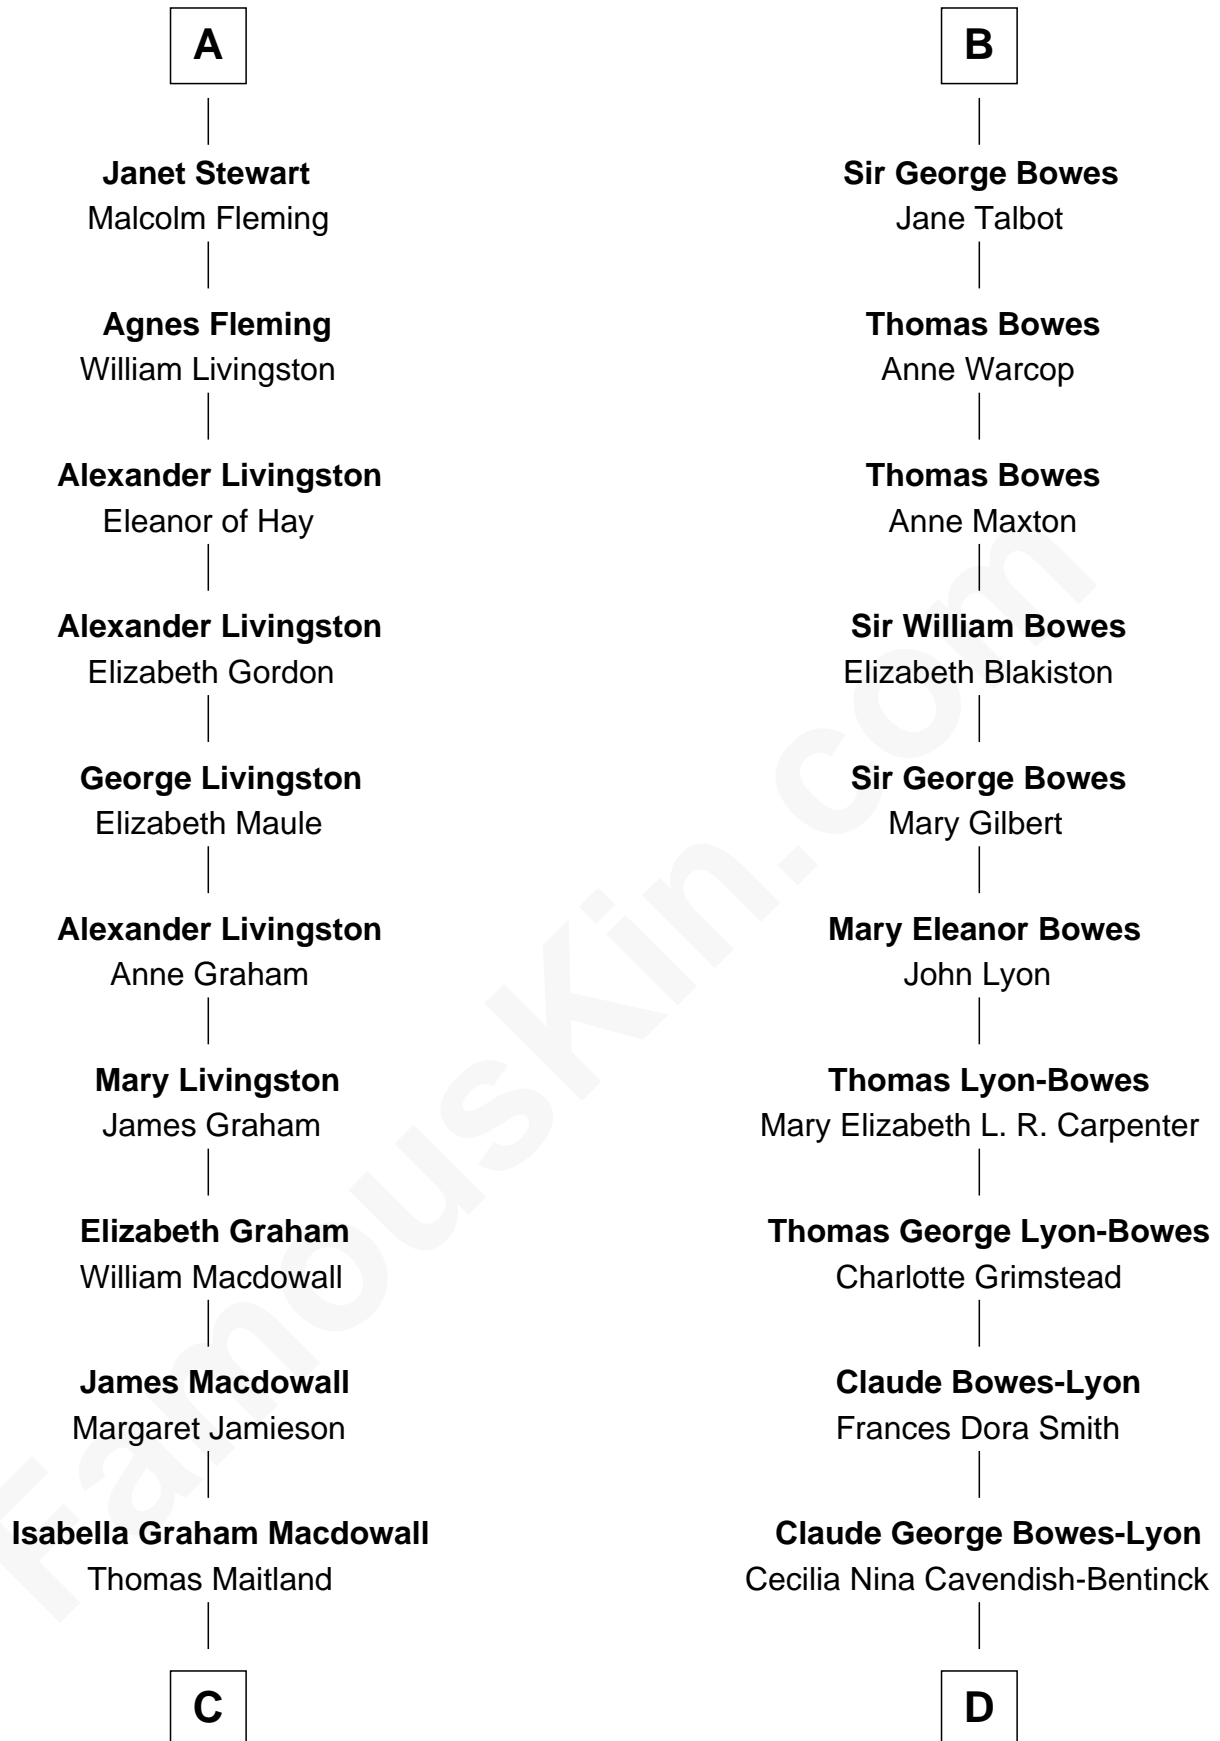 A
Janet Stewart
Malcolm Fleming
Agnes Fleming
William Livingston
Alexander Livingston
Eleanor of Hay
Alexander Livingston
Elizabeth Gordon
George Livingston
Elizabeth Maule
Alexander Livingston
Anne Graham
Mary Livingston
James Graham
Elizabeth Graham
William Macdowall
James Macdowall
Margaret Jamieson
Isabella Graham Macdowall
Thomas Maitland
C
B
Sir George Bowes
Jane Talbot
Thomas Bowes
Anne Warcop
Thomas Bowes
Anne Maxton
Sir William Bowes
Elizabeth Blakiston
Sir George Bowes
Mary Gilbert
Mary Eleanor Bowes
John Lyon
Thomas Lyon-Bowes
Mary Elizabeth L. R. Carpenter
Thomas George Lyon-Bowes
Charlotte Grimstead
Claude Bowes-Lyon
Frances Dora Smith
Claude George Bowes-Lyon
Cecilia Nina Cavendish-Bentinck
D
FamousKin.com